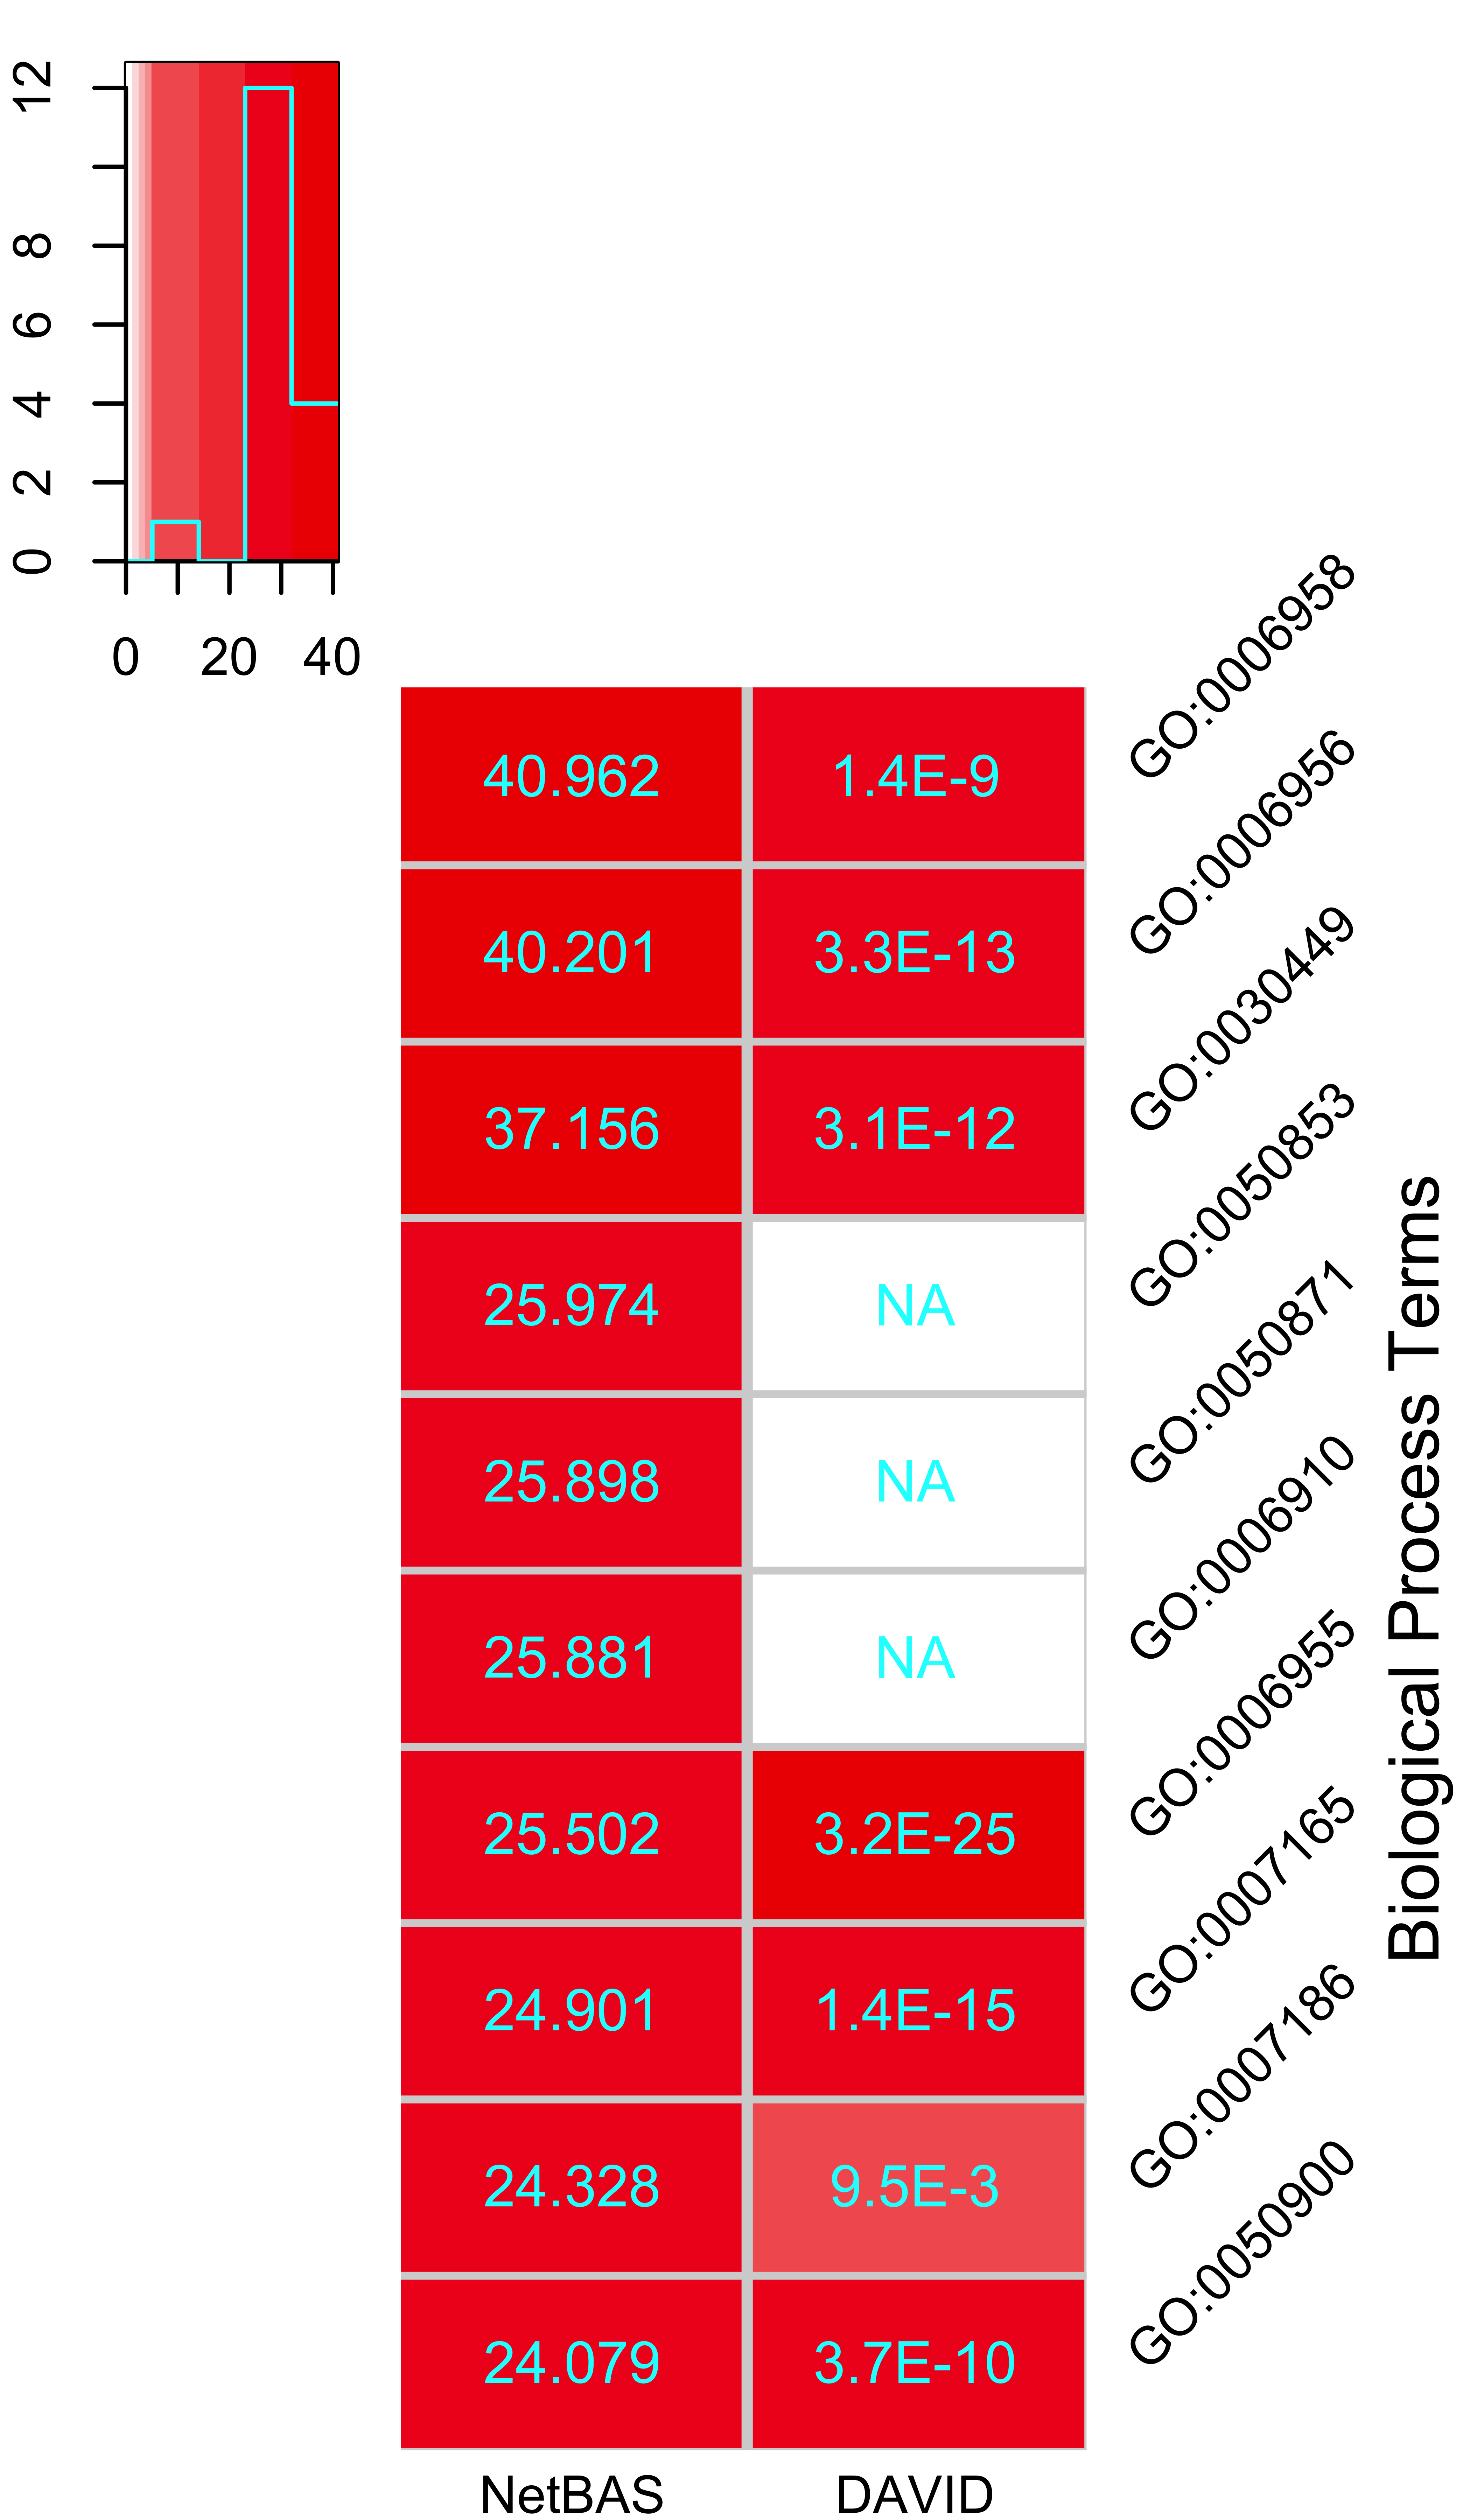 12
8
6
4
2
0
0 20 40
40.962 1.4E-9 GO:0006958
40.201 3.3E-13 GO:0006956
37.156 3.1E-12 GO:0030449
25.974 NA GO:0050853
25.898 NA GO:0050871
25.881 NA GO:0006910
25.502 3.2E-25 GO:0006955
24.901 1.4E-15 GO:0007165
24.328 9.5E-3 GO:0007186
24.079 3.7E-10 GO:0050900
NetBAS DAVID
Biological Process Terms